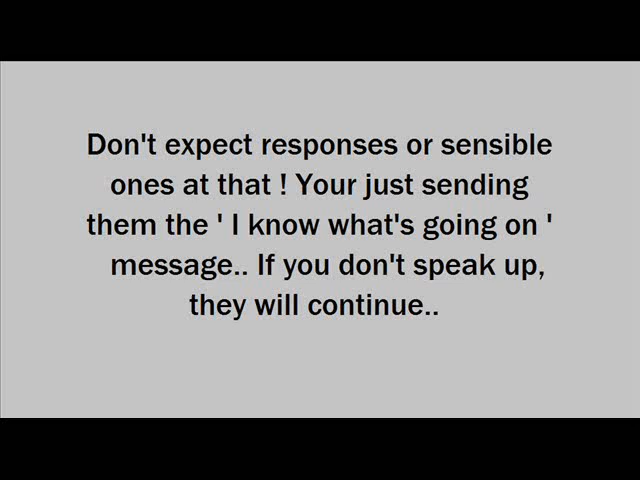 Don't expect responses or sensible
ones at that ! Your just sending
them the ' I know what's going on '
message.. If you don't speak up,
they will continue..